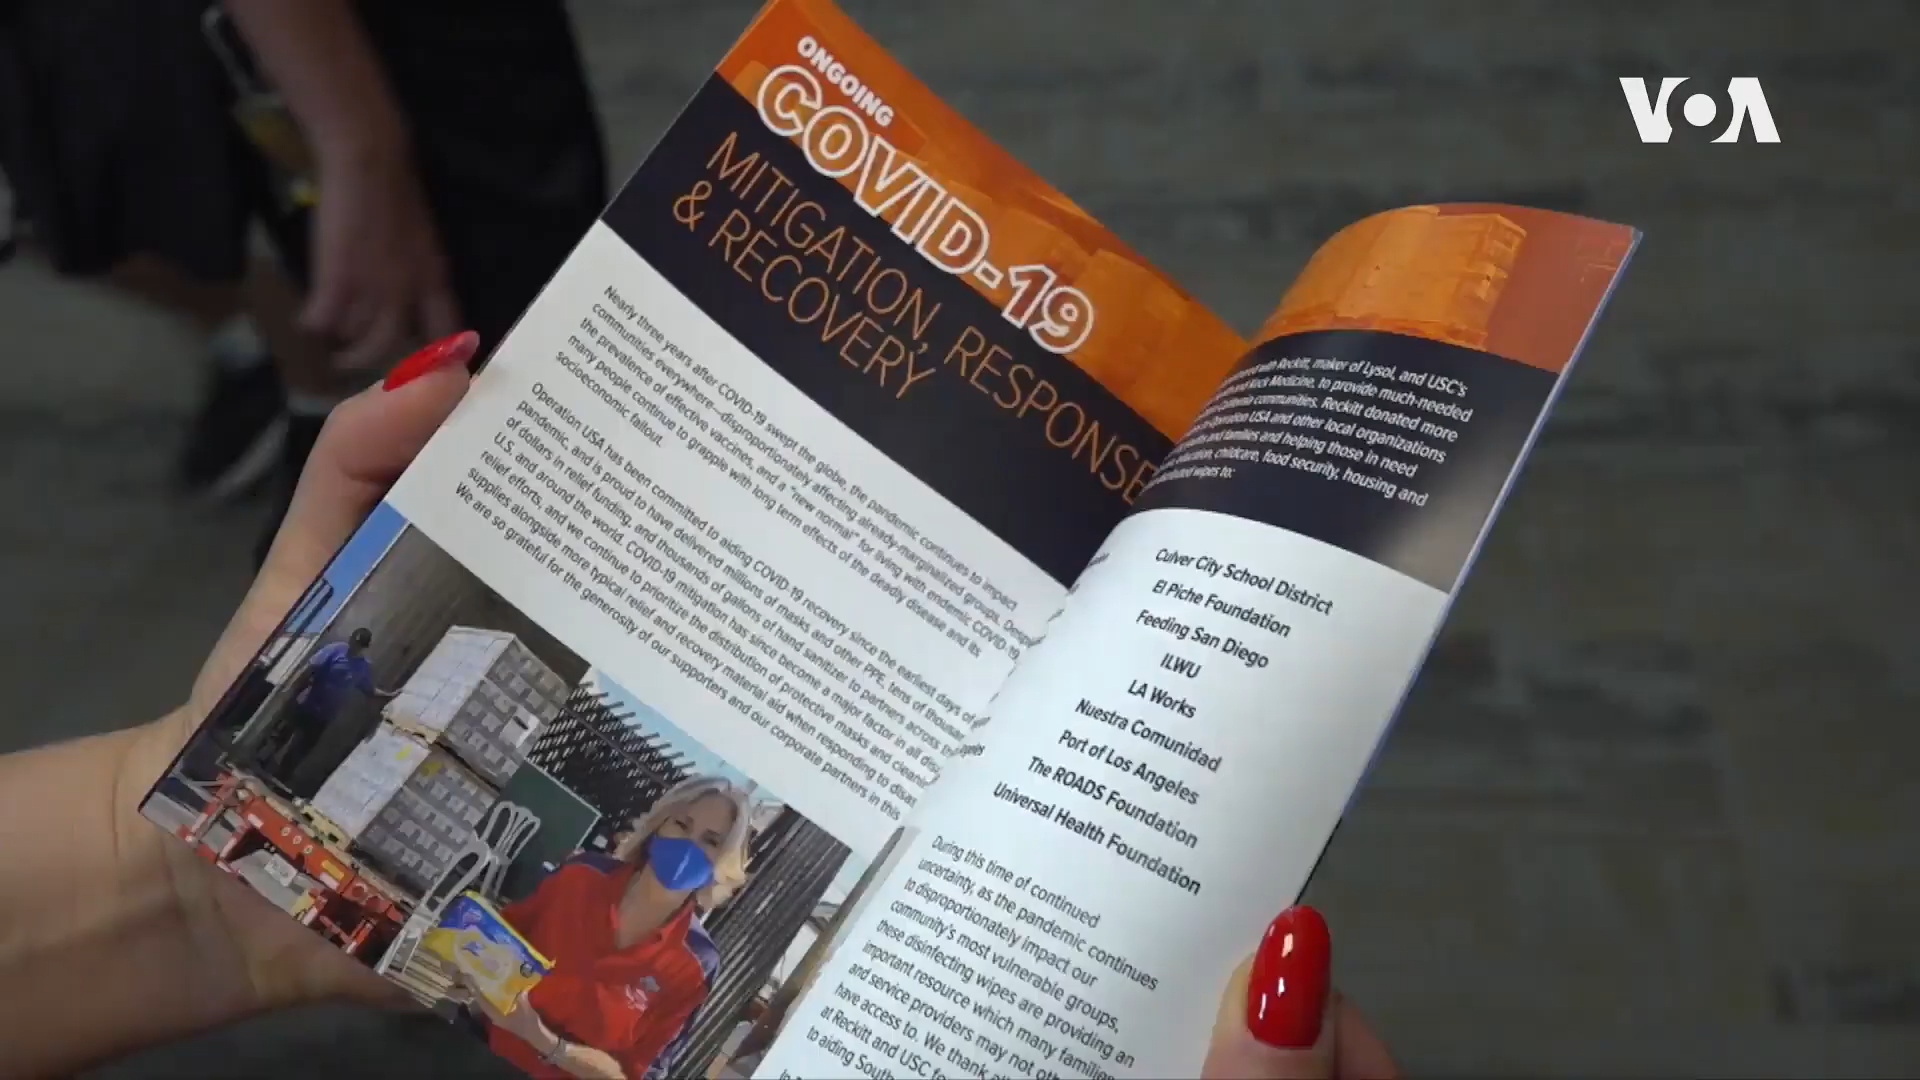 VOA
ONGOING
COVID-19
MITIGATION, RESPONSE
& RECOVERY
Nearly three years after COVID-19 swept the globe, the pandemic continues to impact
communities everywhere—disproportionately affecting already-marginalized groups. Despite
the prevalence of effective vaccines, and a "new normal" for living with endemic COVID-19
many people continue to grapple with long term effects of the deadly disease and its
socioeconomic fallout.
Operation USA has been committed to aiding COVID-19 recovery since the earliest days of
pandemic, and is proud to have delivered millions of masks and other PPE, tens of thousan
of dollars in relief funding, and thousands of gallons of hand sanitizer to partners across the
U.S. and around the world. COVID-19 mitigation has since become a major factor in all disa
relief efforts, and we continue to prioritize the distribution of protective masks and cleani
supplies alongside more typical relief and recovery material aid when responding to disas
We are so grateful for the generosity of our supporters and our corporate partners in this
with Reckitt, maker of Lysol, and USC's
Keck Medicine, to provide much-needed
communities. Reckitt donated more
Operation USA and other local organizations
and families and helping those in need
education, childcare, food security, housing and
wipes to:
Culver City School District
El Piche Foundation
Feeding San Diego
ILWU
LA Works
Nuestra Comunidad
Port of Los Angeles
The ROADS Foundation
Universal Health Foundation
During this time of continued
uncertainty, as the pandemic continues
to disproportionately impact our
community's most vulnerable groups,
these disinfecting wipes are providing an
important resource which many families
and service providers may not oth
have access to. We thank
at Reckitt and USC fo
to aiding South